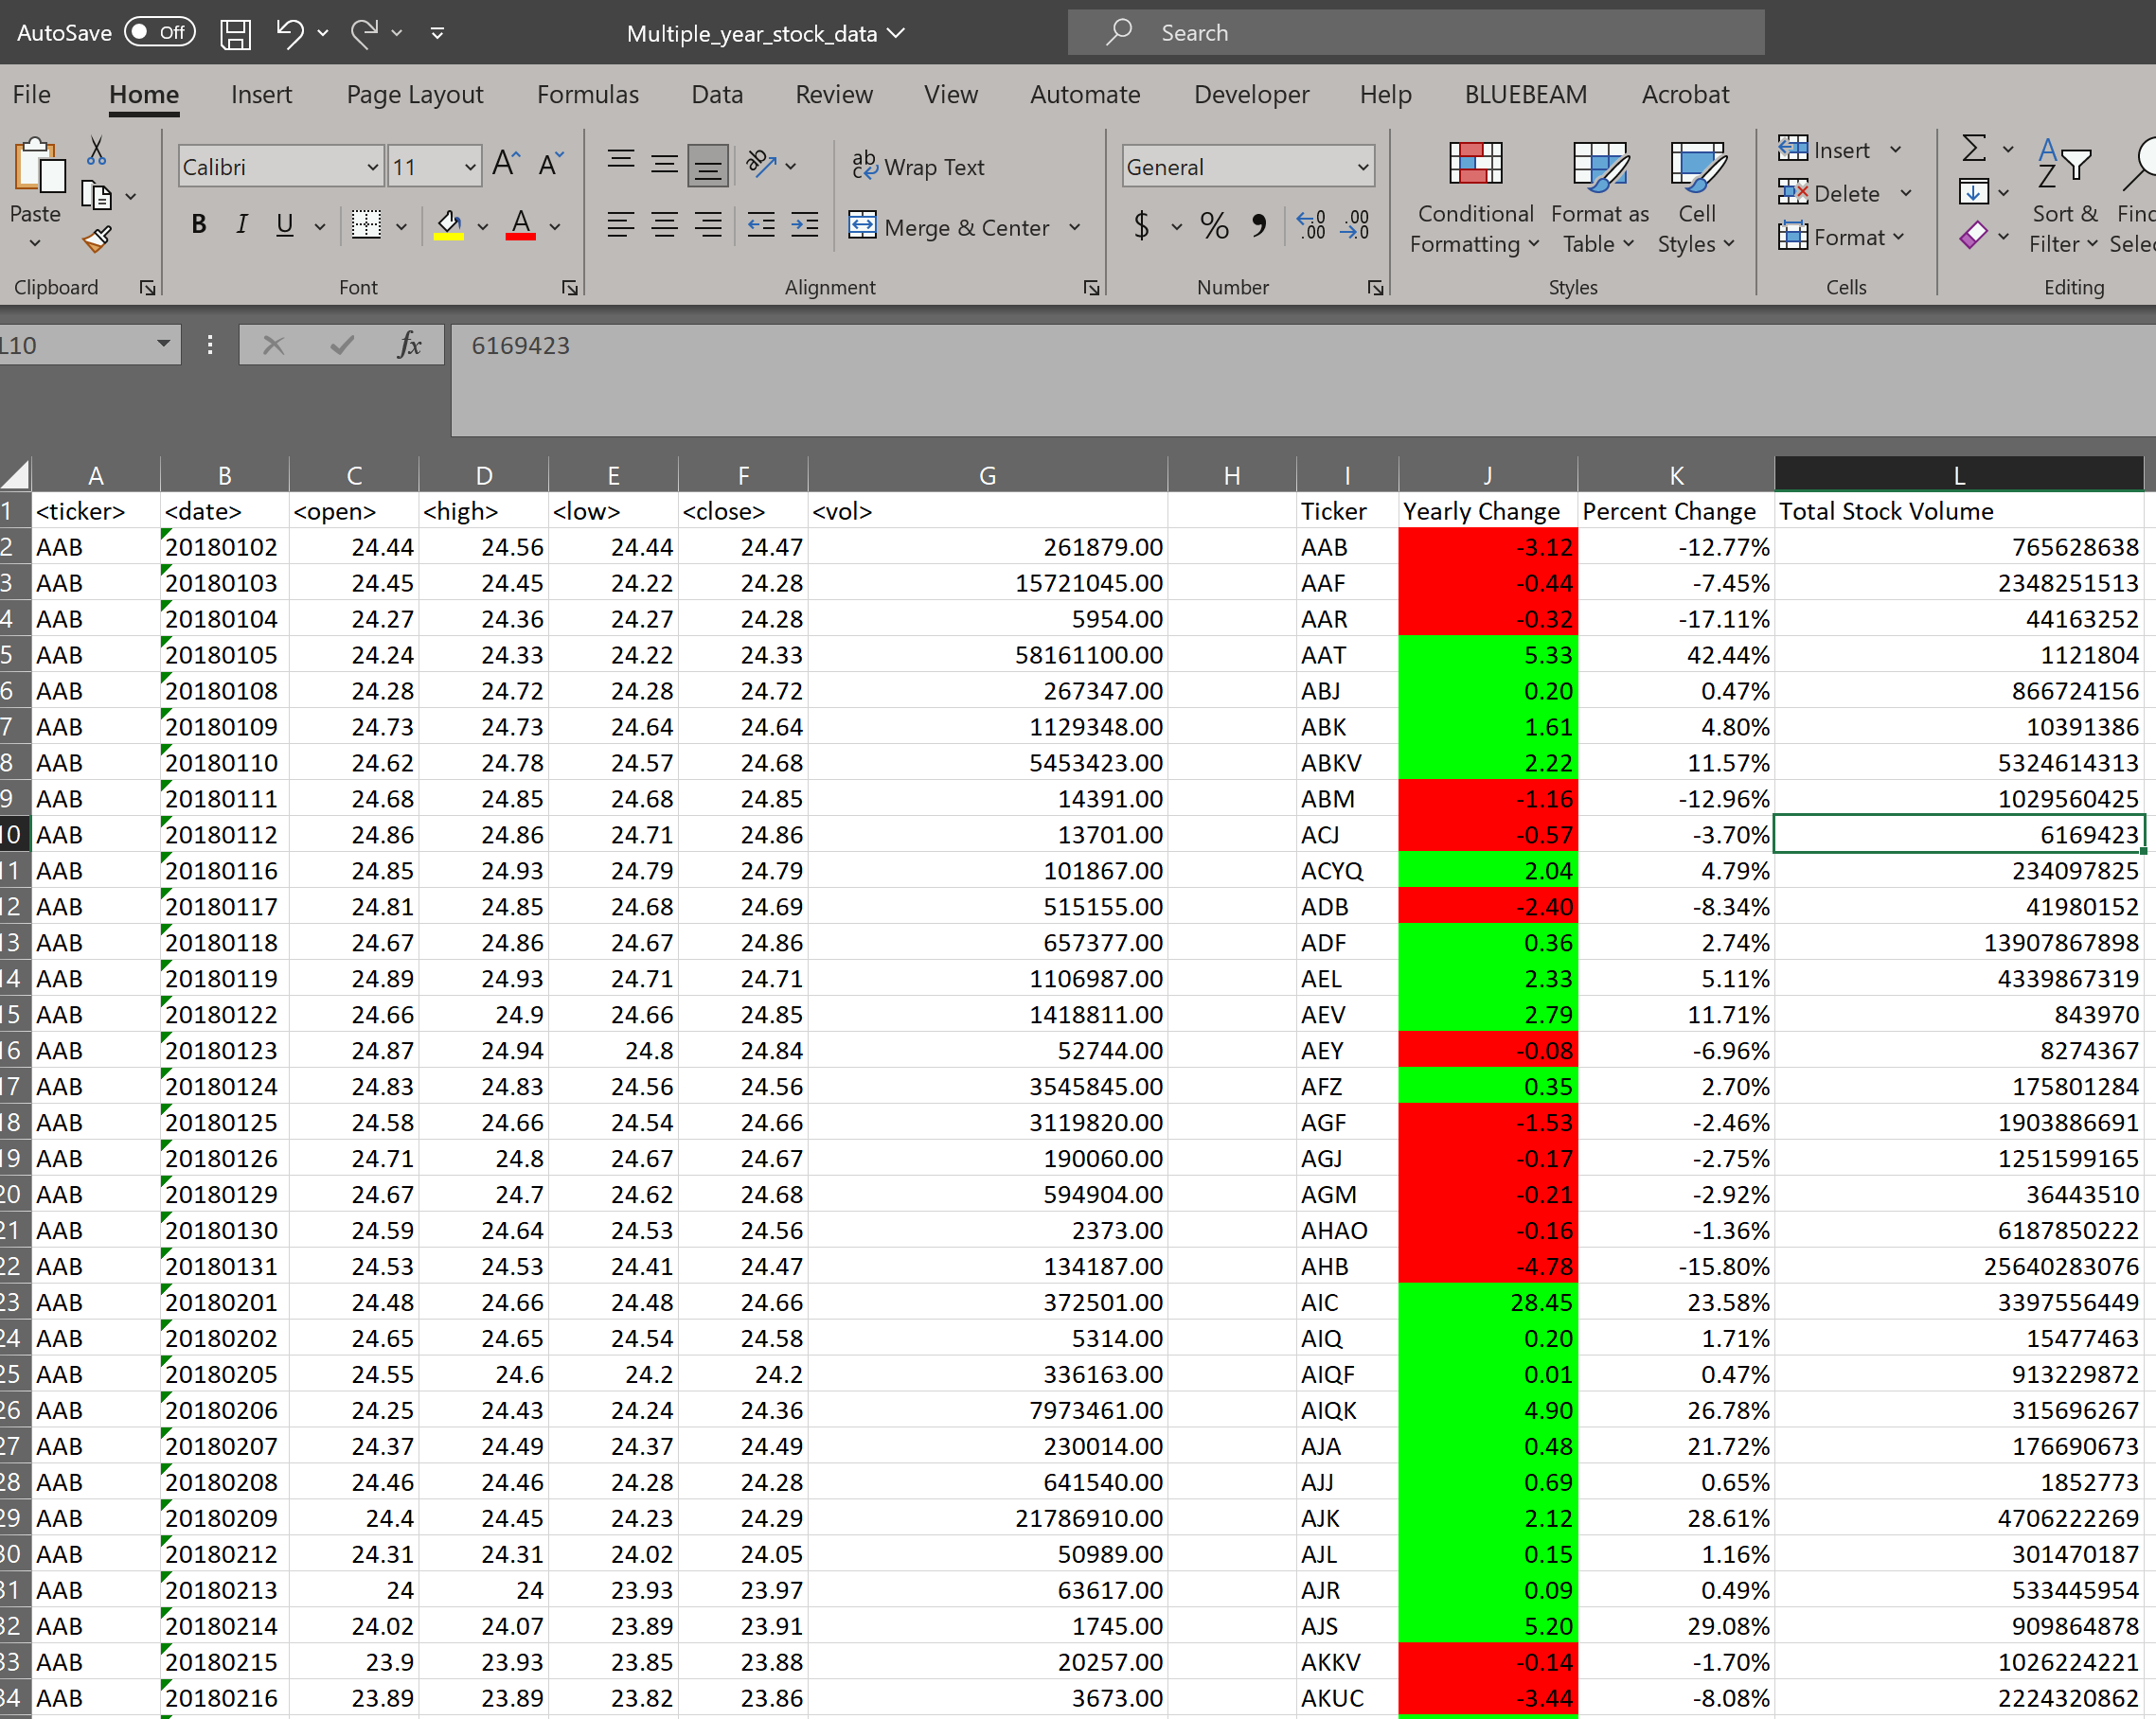 AutoSave Off Multiple_year_stock_data Search
File Home Insert Page Layout Formulas Data Review View Automate Developer Help BLUEBEAM Acrobat
Paste
Calibri 11
Wrap Text
General
Insert
Delete
Format
B I U
Merge & Center
$ % 9
Conditional Formatting
Format as Table
Cell Styles
Sort & Filter
Clipboard Font Alignment Number Styles Cells Editing
L10 fx 6169423
A B C D E F G H I J K L
1 <ticker> <date> <open> <high> <low> <close> <vol> Ticker Yearly Change Percent Change Total Stock Volume
2 AAB 20180102 24.44 24.56 24.44 24.47 261879.00 AAB -3.12 -12.77% 765628638
3 AAB 20180103 24.45 24.45 24.22 24.28 15721045.00 AAF -0.44 -7.45% 2348251513
4 AAB 20180104 24.27 24.36 24.27 24.28 5954.00 AAR -0.32 -17.11% 44163252
5 AAB 20180105 24.24 24.33 24.22 24.33 58161100.00 AAT 5.33 42.44% 1121804
6 AAB 20180108 24.28 24.72 24.28 24.72 267347.00 ABJ 0.20 0.47% 866724156
7 AAB 20180109 24.73 24.73 24.64 24.64 1129348.00 ABK 1.61 4.80% 10391386
8 AAB 20180110 24.62 24.78 24.57 24.68 5453423.00 ABKV 2.22 11.57% 5324614313
9 AAB 20180111 24.68 24.85 24.68 24.85 14391.00 ABM -1.16 -12.96% 1029560425
10 AAB 20180112 24.86 24.86 24.71 24.86 13701.00 ACJ -0.57 -3.70% 6169423
11 AAB 20180116 24.85 24.93 24.79 24.79 101867.00 ACYQ 2.04 4.79% 234097825
12 AAB 20180117 24.81 24.85 24.68 24.69 515155.00 ADB -2.40 -8.34% 41980152
13 AAB 20180118 24.67 24.86 24.67 24.86 657377.00 ADF 0.36 2.74% 13907867898
14 AAB 20180119 24.89 24.93 24.71 24.71 1106987.00 AEL 2.33 5.11% 4339867319
15 AAB 20180122 24.66 24.9 24.66 24.85 1418811.00 AEV 2.79 11.71% 843970
16 AAB 20180123 24.87 24.94 24.8 24.84 52744.00 AEY -0.08 -6.96% 8274367
17 AAB 20180124 24.83 24.83 24.56 24.56 3545845.00 AFZ 0.35 2.70% 175801284
18 AAB 20180125 24.58 24.66 24.54 24.66 3119820.00 AGF -1.53 -2.46% 1903886691
19 AAB 20180126 24.71 24.8 24.67 24.67 190060.00 AGJ -0.17 -2.75% 1251599165
20 AAB 20180129 24.67 24.7 24.62 24.68 594904.00 AGM -0.21 -2.92% 36443510
21 AAB 20180130 24.59 24.64 24.53 24.56 2373.00 AHAO -0.16 -1.36% 6187850222
22 AAB 20180131 24.53 24.53 24.41 24.47 134187.00 AHB -4.78 -15.80% 25640283076
23 AAB 20180201 24.48 24.66 24.48 24.66 372501.00 AIC 28.45 23.58% 3397556449
24 AAB 20180202 24.65 24.65 24.54 24.58 5314.00 AIQ 0.20 1.71% 15477463
25 AAB 20180205 24.55 24.6 24.2 24.2 336163.00 AIQF 0.01 0.47% 913229872
26 AAB 20180206 24.25 24.43 24.24 24.36 7973461.00 AIQK 4.90 26.78% 315696267
27 AAB 20180207 24.37 24.49 24.37 24.49 230014.00 AJA 0.48 21.72% 176690673
28 AAB 20180208 24.46 24.46 24.28 24.28 641540.00 AJJ 0.69 0.65% 1852773
29 AAB 20180209 24.4 24.45 24.23 24.29 21786910.00 AJK 2.12 28.61% 4706222269
30 AAB 20180212 24.31 24.31 24.02 24.05 50989.00 AJL 0.15 1.16% 301470187
31 AAB 20180213 24 24 23.93 23.97 63617.00 AJR 0.09 0.49% 533445954
32 AAB 20180214 24.02 24.07 23.89 23.91 1745.00 AJS 5.20 29.08% 909864878
33 AAB 20180215 23.9 23.93 23.85 23.88 20257.00 AKKV -0.14 -1.70% 1026224221
34 AAB 20180216 23.89 23.89 23.82 23.86 3673.00 AKUC -3.44 -8.08% 2224320862